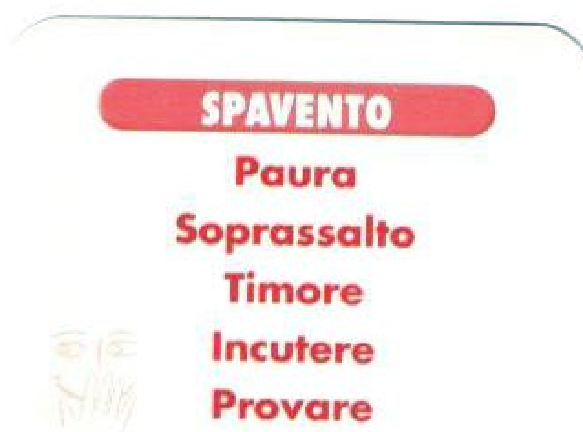 SPAVENTO
Paura
Soprassalto
Timore
Incutere
Provare